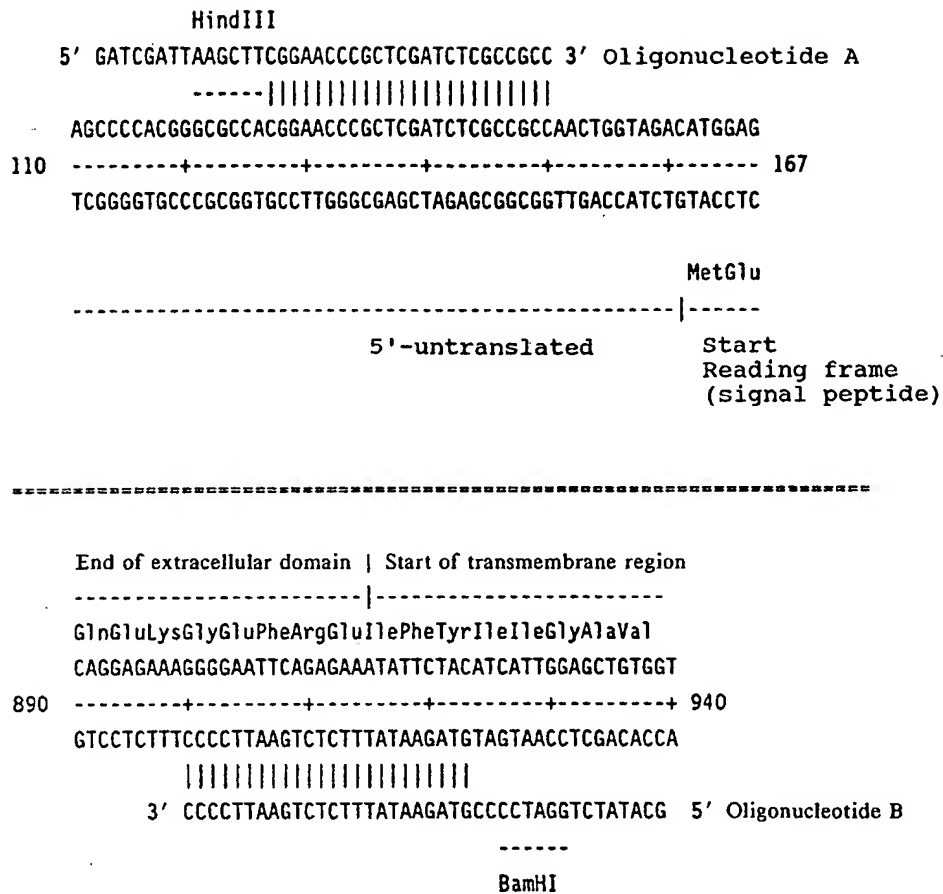 HindIII
5' GATCGATTAAGCTTCGGAACCCGCTCGATCTCGCCGCC 3' Oligonucleotide A
------||||||||||||||||||||||||
AGCCCCACGGGCGCCACGGAACCCGCTCGATCTCGCCGCCAACTGGTAGACATGGAG
110 ---------+---------+---------+---------+---------+------- 167
TCGGGGTGCCCGCGGTGCCTTGGGCGAGCTAGAGCGGCGGTTGACCATCTGTACCTC
MetGlu
--------------------------------------------------|------
5'-untranslated Start
Reading frame
(signal peptide)
======================================================================
End of extracellular domain | Start of transmembrane region
------------------------|------------------------
GlnGluLysGlyGluPheArgGluIlePheTyrIleIleGlyAlaVal
CAGGAGAAAGGGGAATTCAGAGAAATATTCTACATCATTGGAGCTGTGGT
890 ---------+---------+---------+---------+---------+ 940
GTCCTCTTTCCCCTTAAGTCTCTTTATAAGATGTAGTAACCTCGACACCA
||||||||||||||||||||||||
3' CCCCTTAAGTCTCTTTATAAGATGCCCCTAGGTCTATACG 5' Oligonucleotide B
------
BamHI